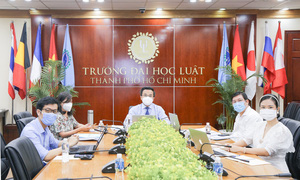 TRƯỜNG ĐẠI HỌC LUẬT
THÀNH PHỐ HỒ CHÍ MINH